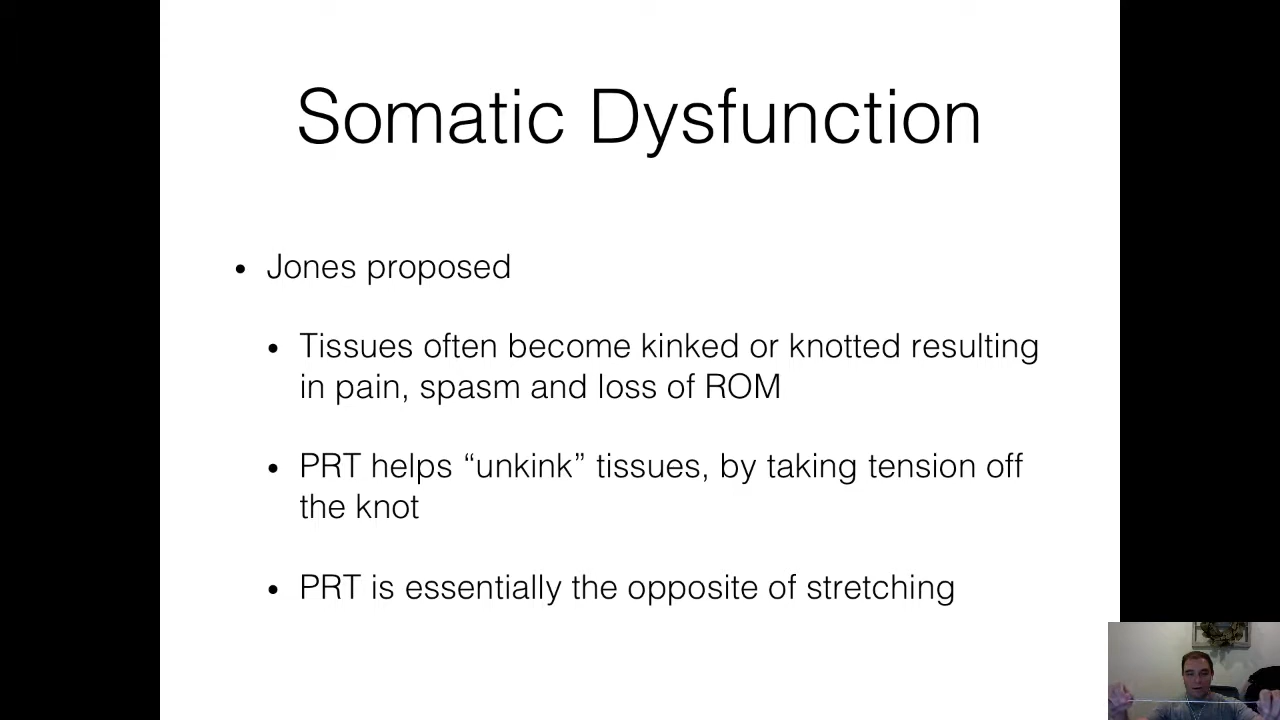 Somatic Dysfunction
• Jones proposed
• Tissues often become kinked or knotted resulting
in pain, spasm and loss of ROM
• PRT helps “unkink” tissues, by taking tension off
the knot
• PRT is essentially the opposite of stretching